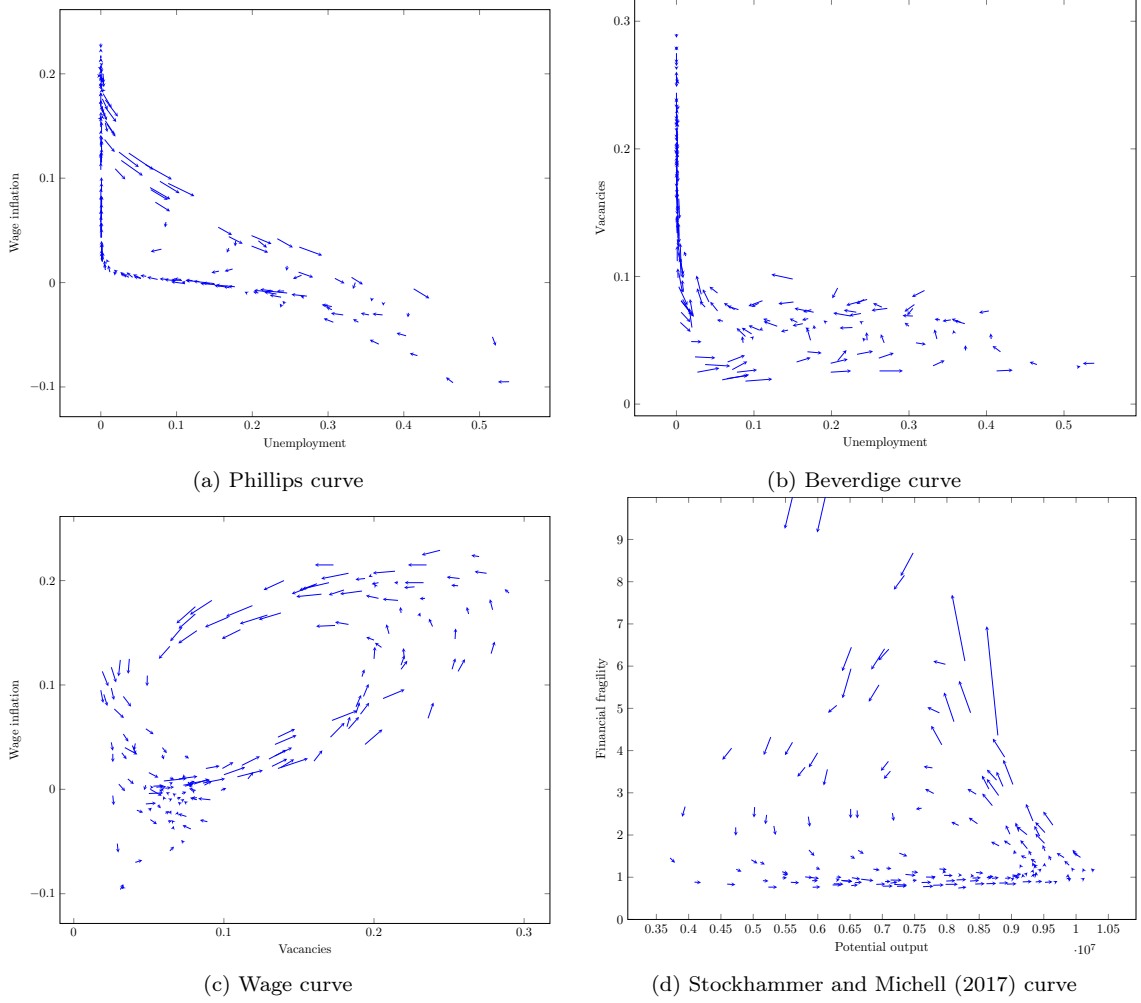 0.2
0.1
0
−0.1
Wage inflation
0 0.1 0.2 0.3 0.4 0.5
Unemployment
(a) Phillips curve
0.3
0.2
0.1
0
Vacancies
0 0.1 0.2 0.3 0.4 0.5
Unemployment
(b) Beverdige curve
0.2
0.1
0
−0.1
Wage inflation
0 0.1 0.2 0.3
Vacancies
(c) Wage curve
9
8
7
6
5
4
3
2
1
0
Financial fragility
0.35 0.4 0.45 0.5 0.55 0.6 0.65 0.7 0.75 0.8 0.85 0.9 0.95 1 1.05
·10⁷
Potential output
(d) Stockhammer and Michell (2017) curve